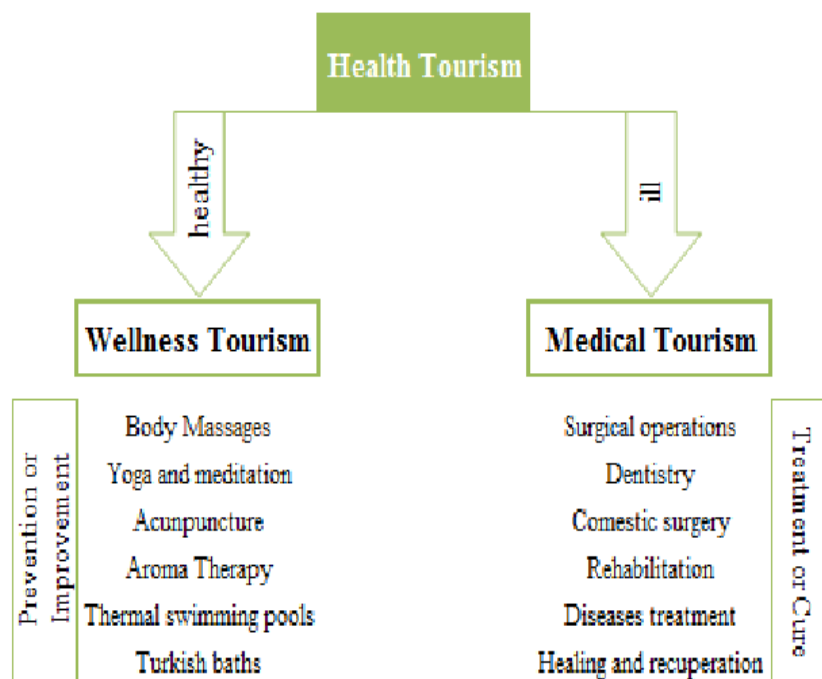 Health Tourism
healthy
ill
Wellness Tourism
Medical Tourism
Prevention or
Improvement
Body Massages
Yoga and meditation
Acunpuncture
Aroma Therapy
Thermal swimming pools
Turkish baths
Surgical operations
Dentistry
Comestic surgery
Rehabilitation
Diseases treatment
Healing and recuperation
Treatment or Cure